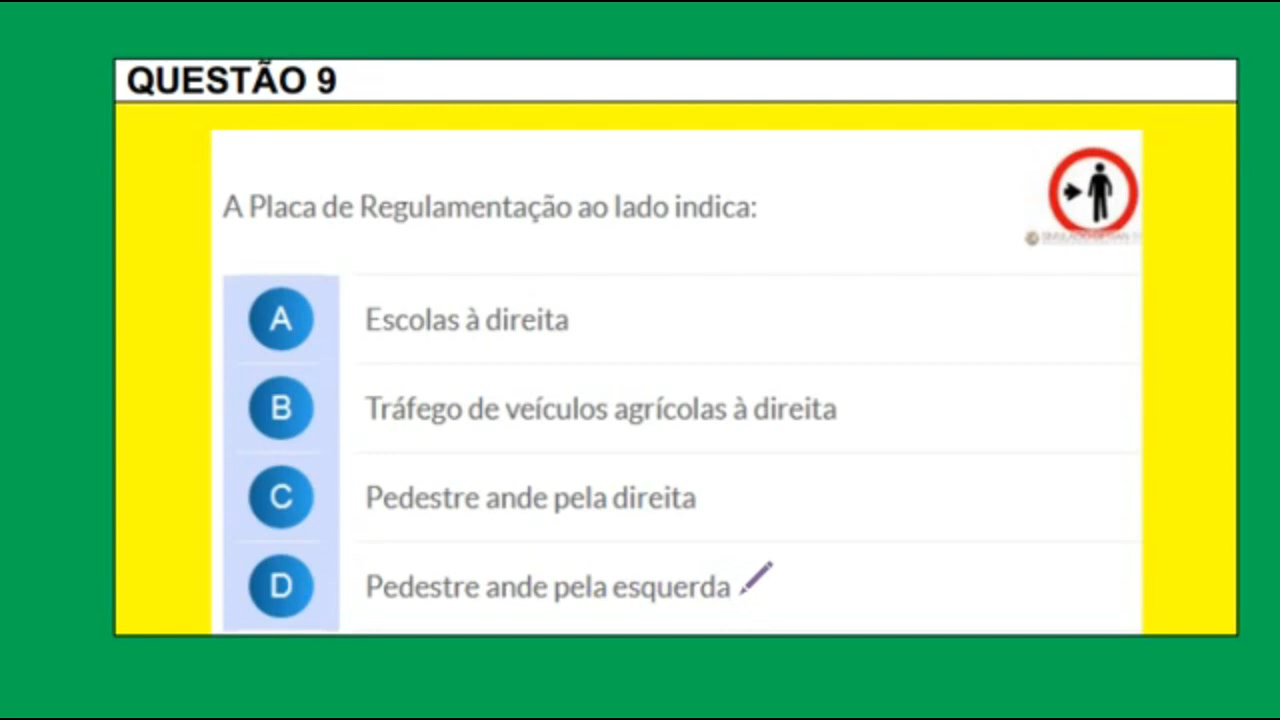 QUESTÃO 9
A Placa de Regulamentação ao lado indica:
A Escolas à direita
B Tráfego de veículos agrícolas à direita
C Pedestre ande pela direita
D Pedestre ande pela esquerda